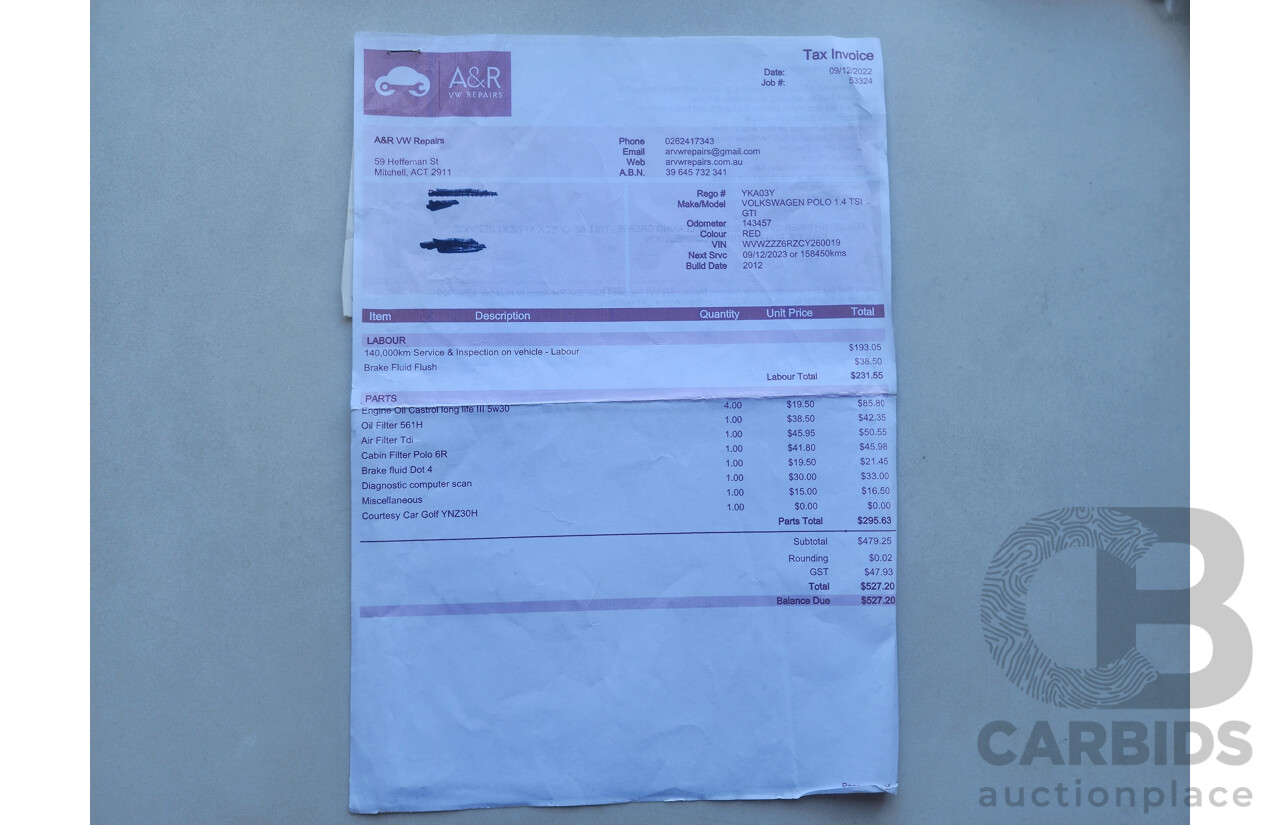 A&R
VW REPAIRS
Tax Invoice
Date: 09/12/2022
Job #: 53324
A&R VW Repairs
59 Heffernan St
Mitchell, ACT 2911
Phone 0262417343
Email arvwrepairs@gmail.com
Web arvwrepairs.com.au
A.B.N. 39 645 732 341
Rego # YKA03Y
Make/Model VOLKSWAGEN POLO 1.4 TSI
GTI
Odometer 143457
Colour RED
VIN WVWZZZ6RZCY260019
Next Srvc 09/12/2023 or 158450kms
Build Date 2012
Item Description Quantity Unit Price Total
LABOUR
140,000km Service & Inspection on vehicle - Labour $193.05
Brake Fluid Flush $38.50
Labour Total $231.55
PARTS
Engine Oil Castrol long life III 5w30 4.00 $19.50 $85.80
Oil Filter 561H 1.00 $38.50 $42.35
Air Filter Tdi 1.00 $45.95 $50.55
Cabin Filter Polo 6R 1.00 $41.80 $45.98
Brake fluid Dot 4 1.00 $19.50 $21.45
Diagnostic computer scan 1.00 $30.00 $33.00
Miscellaneous 1.00 $15.00 $16.50
Courtesy Car Golf YNZ30H 1.00 $0.00 $0.00
Parts Total $295.63
Subtotal $479.25
Rounding $0.02
GST $47.93
Total $527.20
Balance Due $527.20
CB
CARBIDS
auctionplace